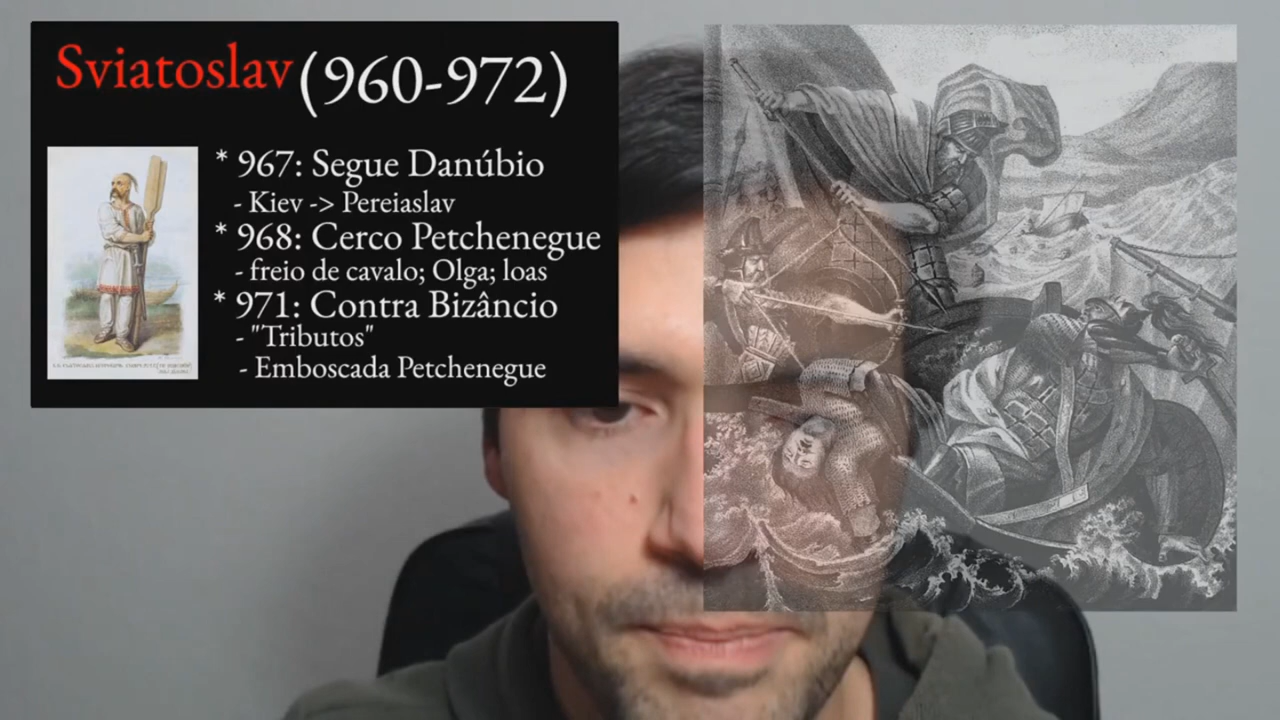 Sviatoslav (960-972)
* 967: Segue Danúbio
- Kiev -> Pereiaslav
* 968: Cerco Petchenegue
- freio de cavalo; Olga; loas
* 971: Contra Bizâncio
- "Tributos"
- Emboscada Petchenegue